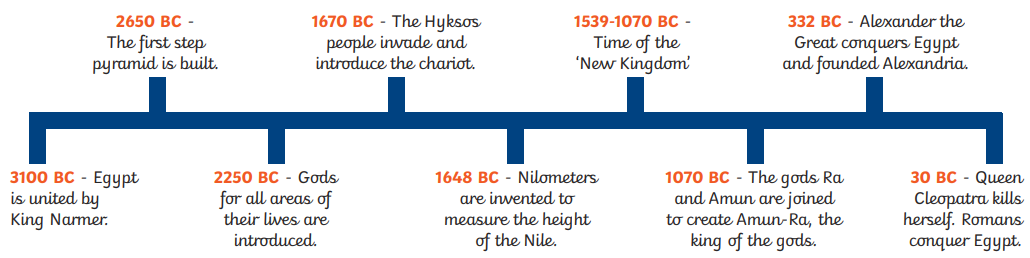 2650 BC -
The first step
pyramid is built.
1670 BC - The Hyksos
people invade and
introduce the chariot.
1539-1070 BC -
Time of the
‘New Kingdom’
332 BC - Alexander the
Great conquers Egypt
and founded Alexandria.
3100 BC - Egypt
is united by
King Narmer.
2250 BC - Gods
for all areas of
their lives are
introduced.
1648 BC - Nilometers
are invented to
measure the height
of the Nile.
1070 BC - The gods Ra
and Amun are joined
to create Amun-Ra, the
king of the gods.
30 BC - Queen
Cleopatra kills
herself. Romans
conquer Egypt.